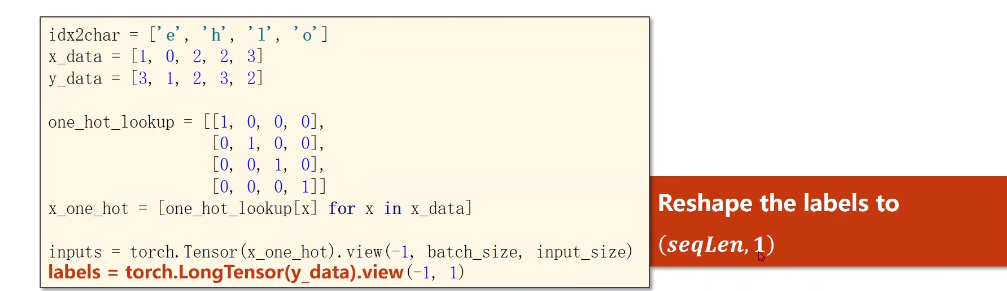 idx2char = ['e', 'h', 'l', 'o']
x_data = [1, 0, 2, 2, 3]
y_data = [3, 1, 2, 3, 2]
one_hot_lookup = [[1, 0, 0, 0],
[0, 1, 0, 0],
[0, 0, 1, 0],
[0, 0, 0, 1]]
x_one_hot = [one_hot_lookup[x] for x in x_data]
inputs = torch.Tensor(x_one_hot).view(-1, batch_size, input_size)
labels = torch.LongTensor(y_data).view(-1, 1)
Reshape the labels to
(seqLen, 1)